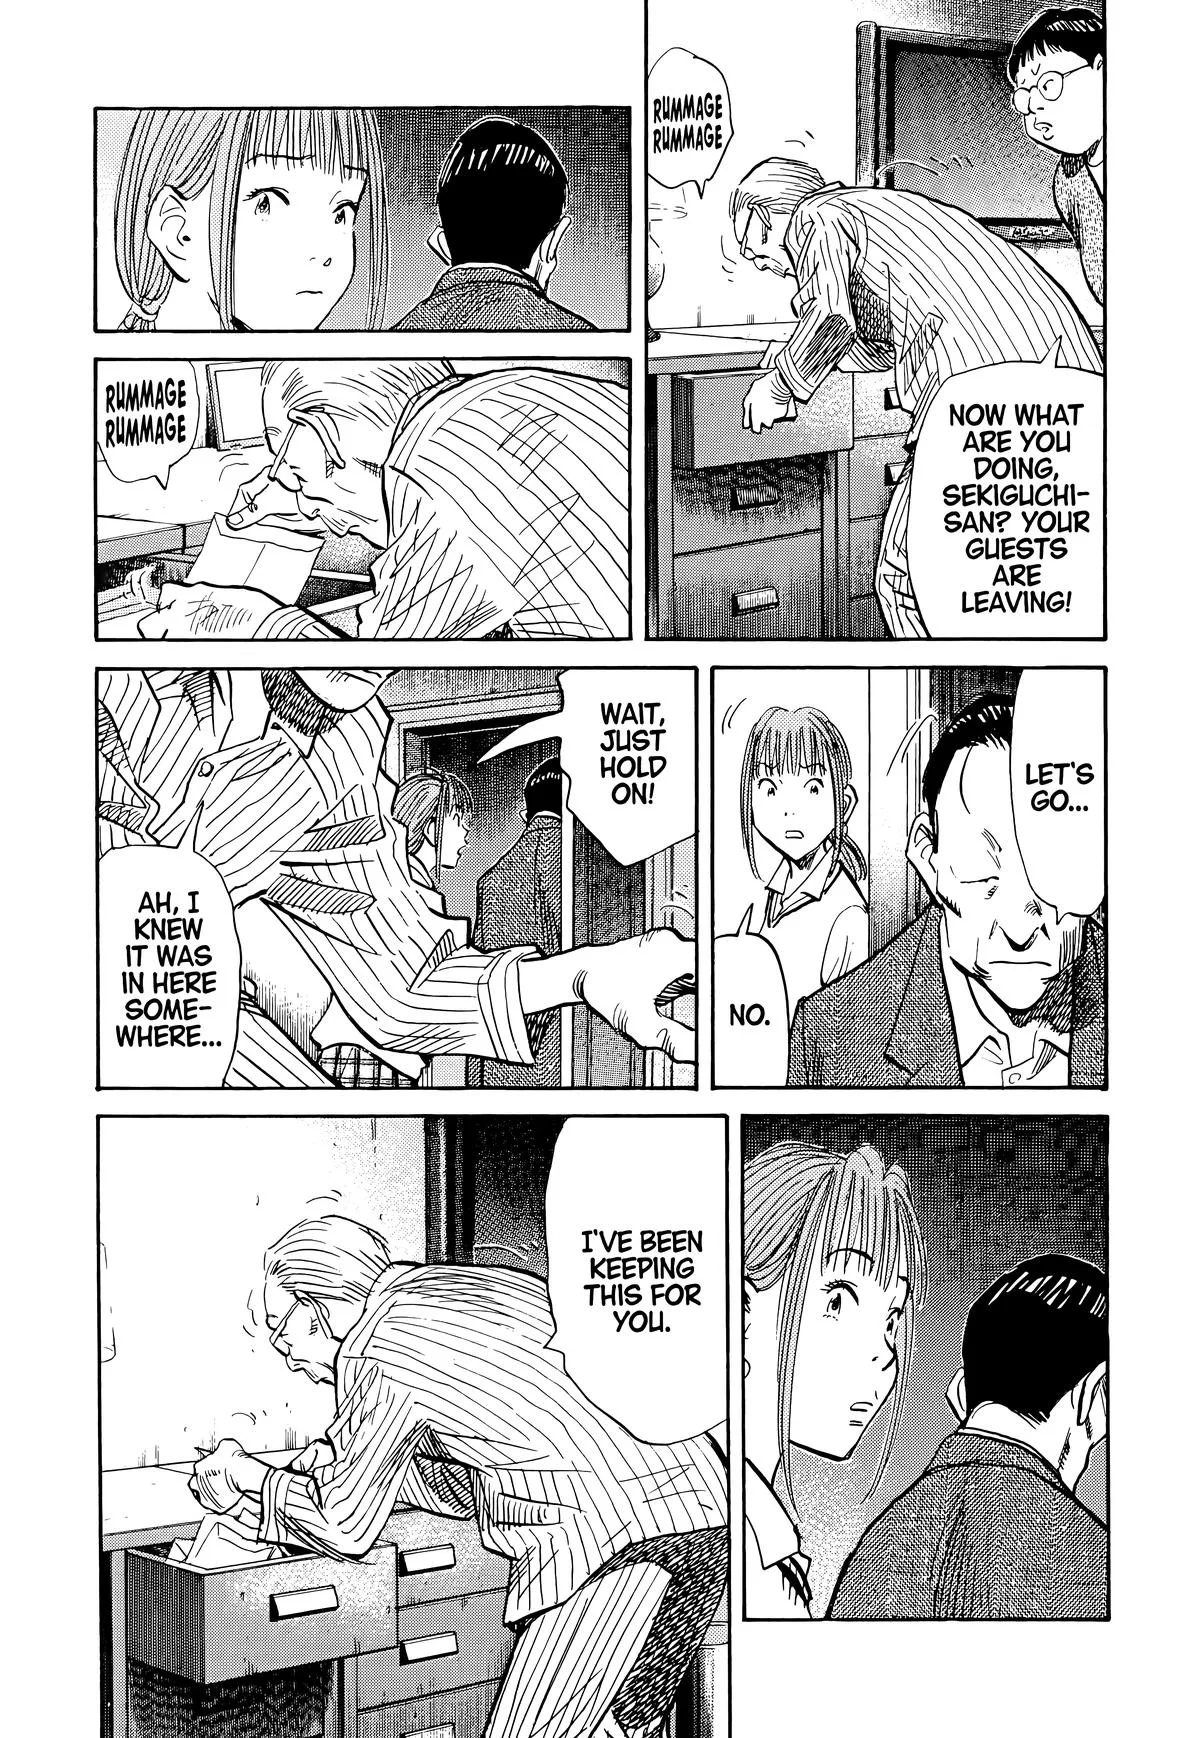 RUMMAGE
RUMMAGE
NOW WHAT
ARE YOU
DOING,
SEKIGUCHI-
SAN? YOUR
GUESTS
ARE
LEAVING!
RUMMAGE
RUMMAGE
LET'S
GO...
NO.
WAIT,
JUST
HOLD
ON!
AH, I
KNEW
IT WAS
IN HERE
SOME-
WHERE...
I'VE BEEN
KEEPING
THIS FOR
YOU.